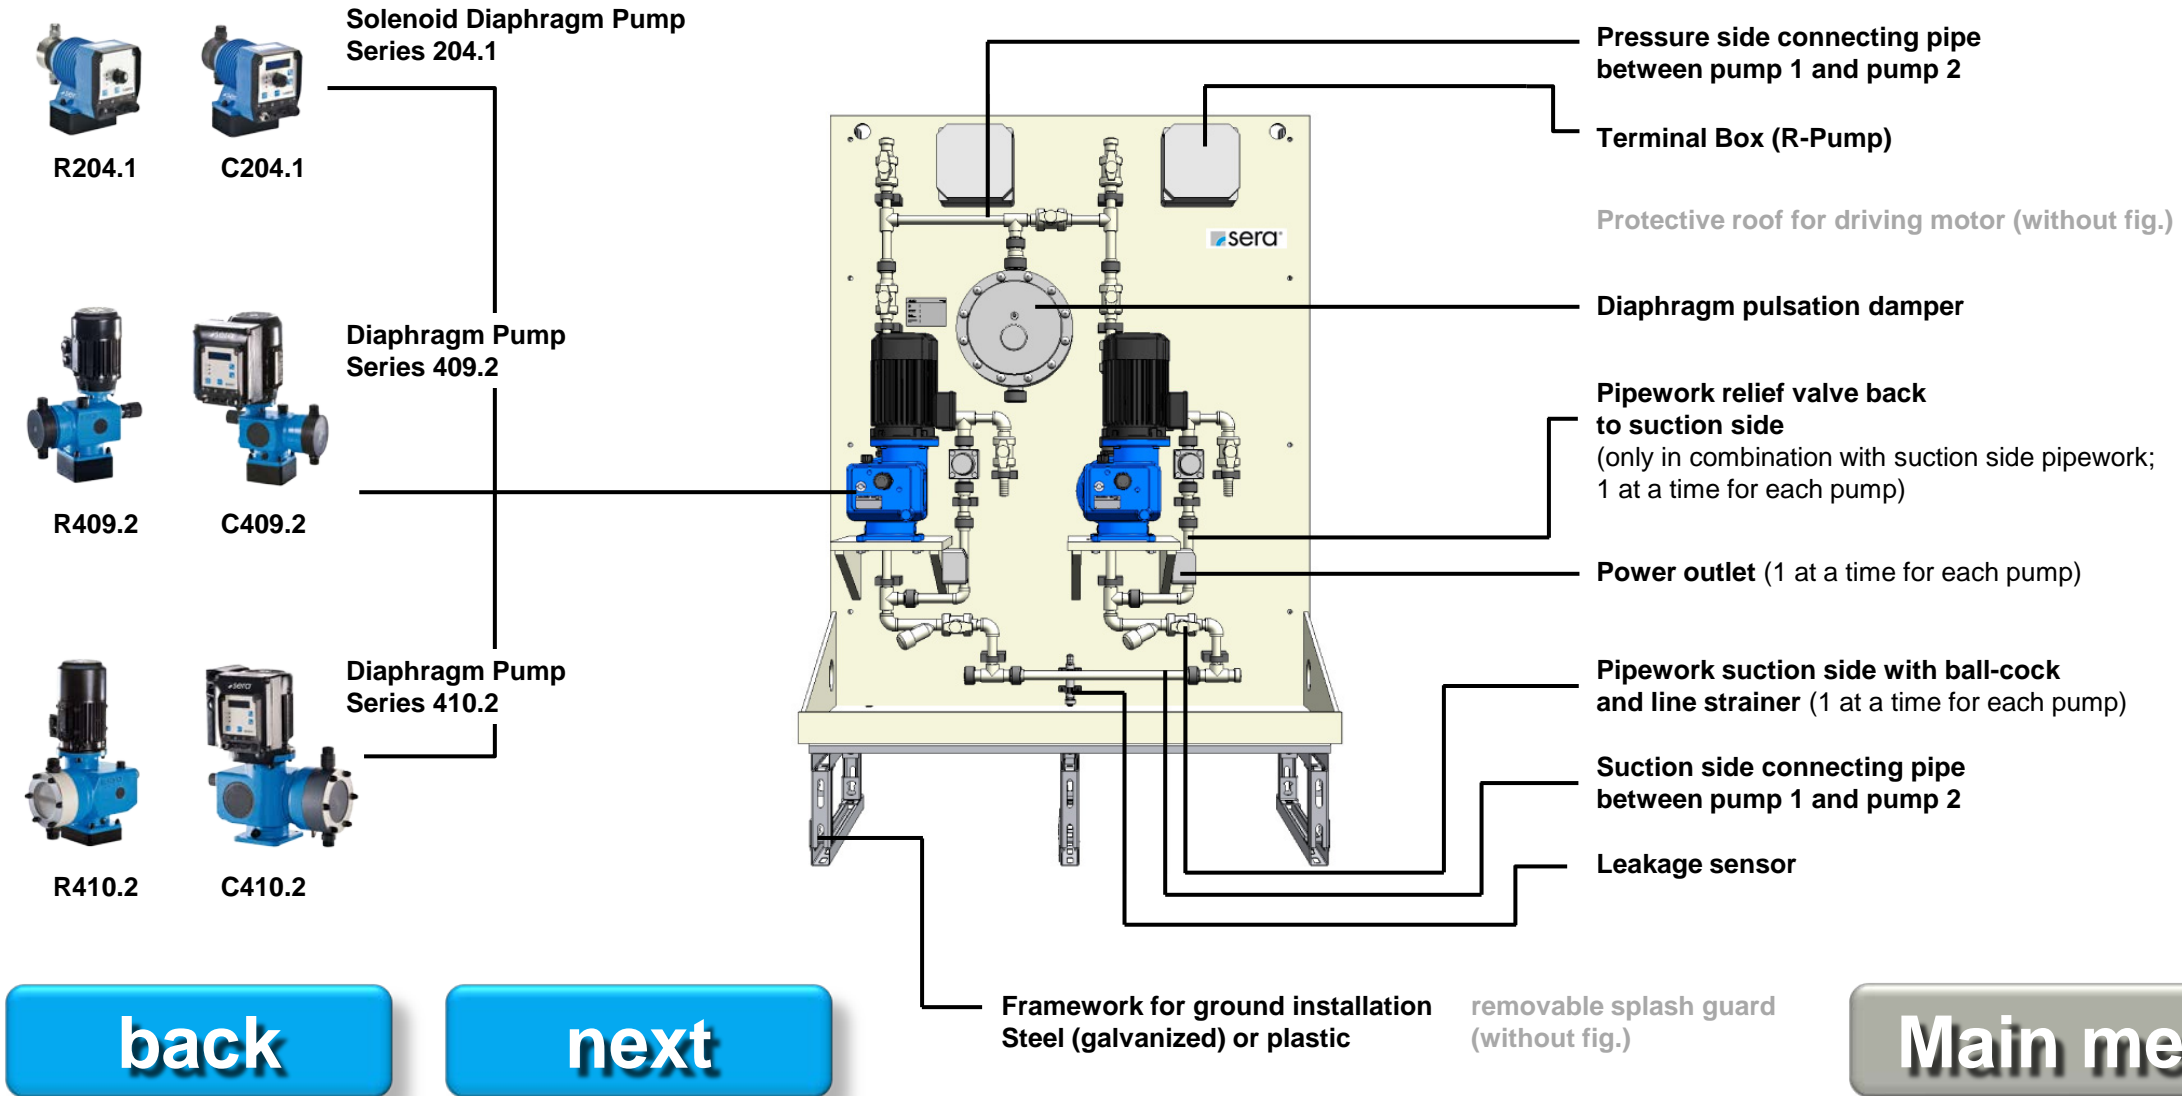 Solenoid Diaphragm Pump
Series 204.1
R204.1
C204.1
Diaphragm Pump
Series 409.2
R409.2
C409.2
Diaphragm Pump
Series 410.2
sera
R410.2
C410.2
sera
Pressure side connecting pipe
between pump 1 and pump 2
Terminal Box (R-Pump)
Protective roof for driving motor (without fig.)
Diaphragm pulsation damper
Pipework relief valve back
to suction side
(only in combination with suction side pipework;
1 at a time for each pump)
Power outlet (1 at a time for each pump)
Pipework suction side with ball-cock
and line strainer (1 at a time for each pump)
Suction side connecting pipe
between pump 1 and pump 2
Leakage sensor
Framework for ground installation
Steel (galvanized) or plastic
removable splash guard
(without fig.)
back
next
Main me